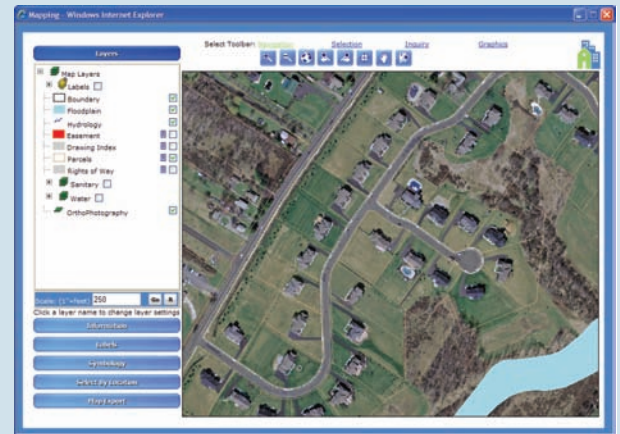 Mapping - Windows Internet Explorer
Select Toolbar: Navigation Selection Inquiry Graphics
Layers
Map Layers
Labels
Boundary
Floodplain
Hydrology
Easement
Drawing Index
Parcels
Rights of Way
Sanitary
Water
OrthoPhotography
Scale: (1"=feet) 250 Go
Click a layer name to change layer settings
Information
Labels
Symbology
Select By Location
Map Export